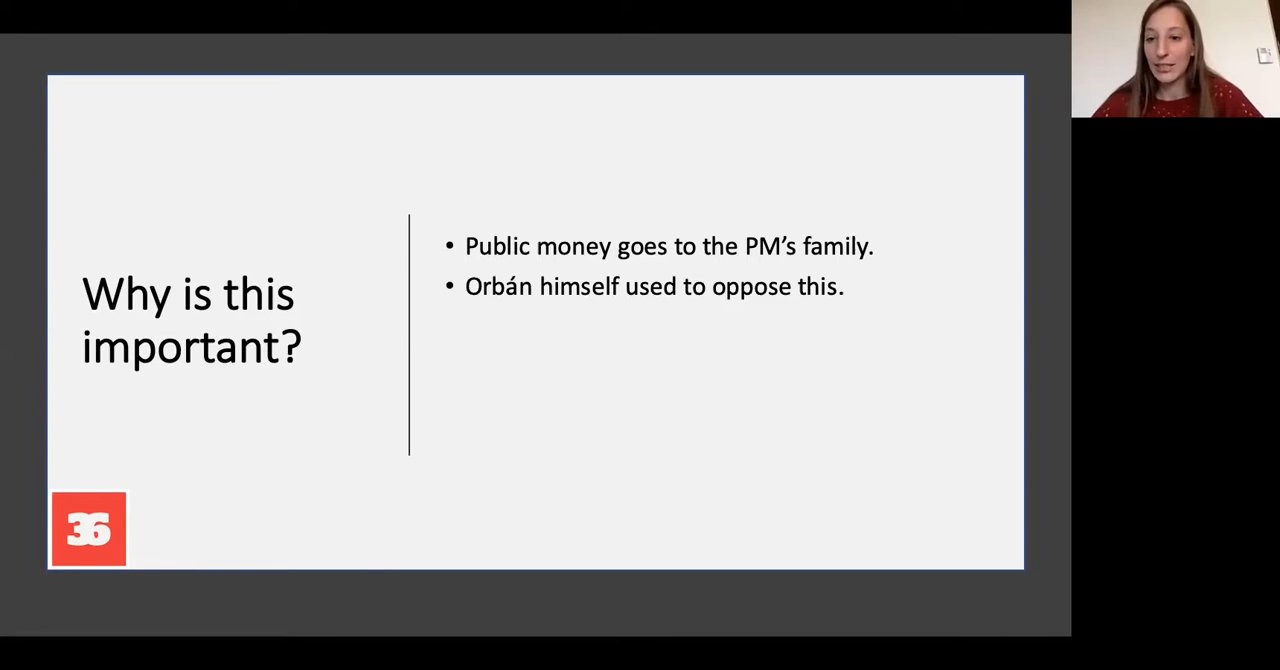 Why is this
important?
• Public money goes to the PM's family.
• Orbán himself used to oppose this.
36